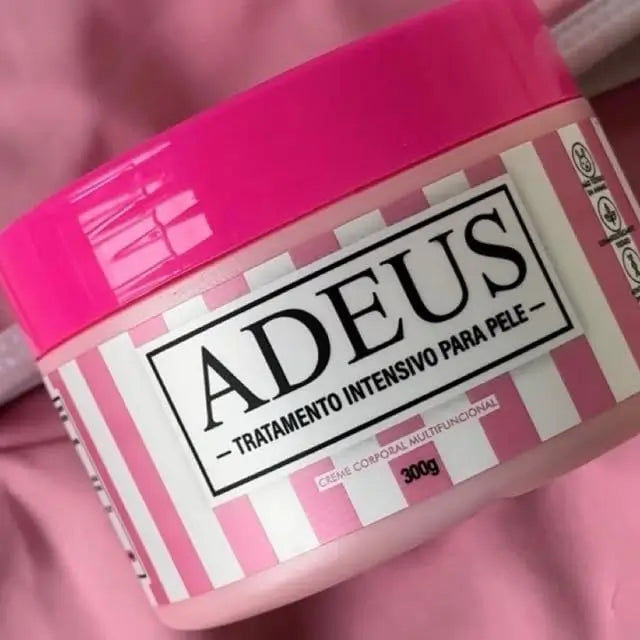 ADEUS
– TRATAMENTO INTENSIVO PARA PELE –
CREME CORPORAL MULTIFUNCIONAL
300g